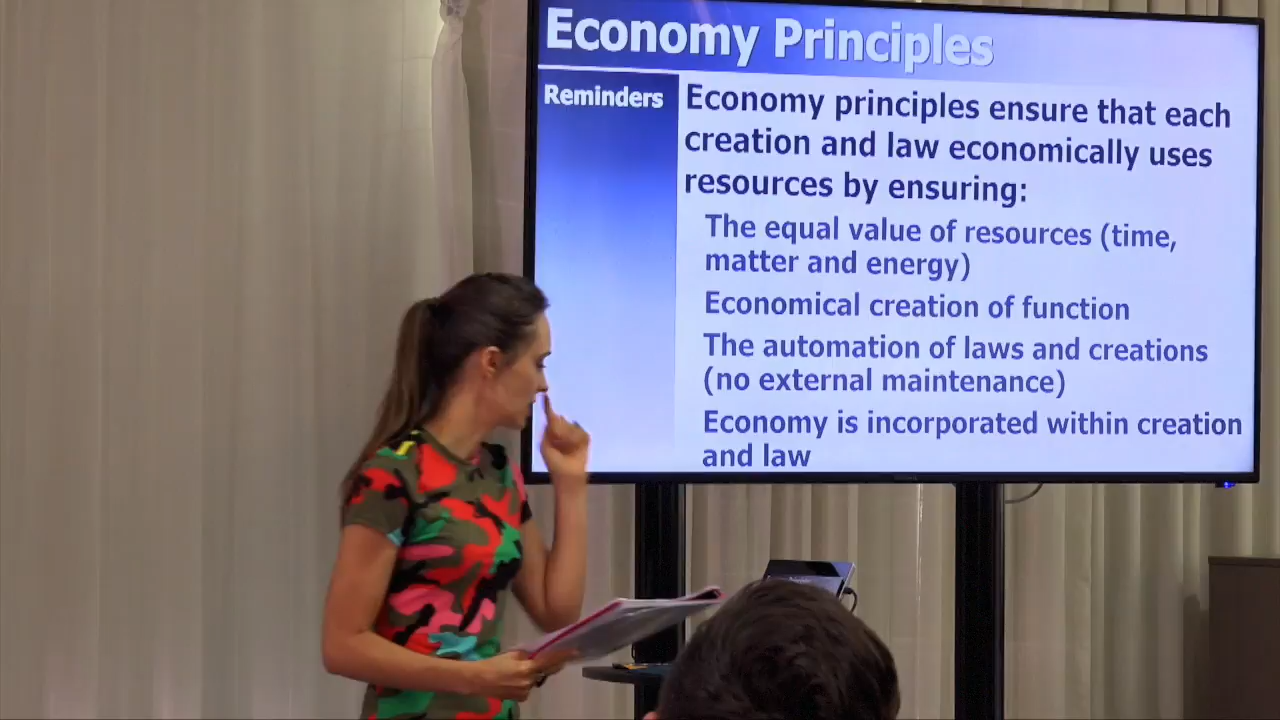 Economy Principles
Reminders
Economy principles ensure that each
creation and law economically uses
resources by ensuring:
The equal value of resources (time,
matter and energy)
Economical creation of function
The automation of laws and creations
(no external maintenance)
Economy is incorporated within creation
and law